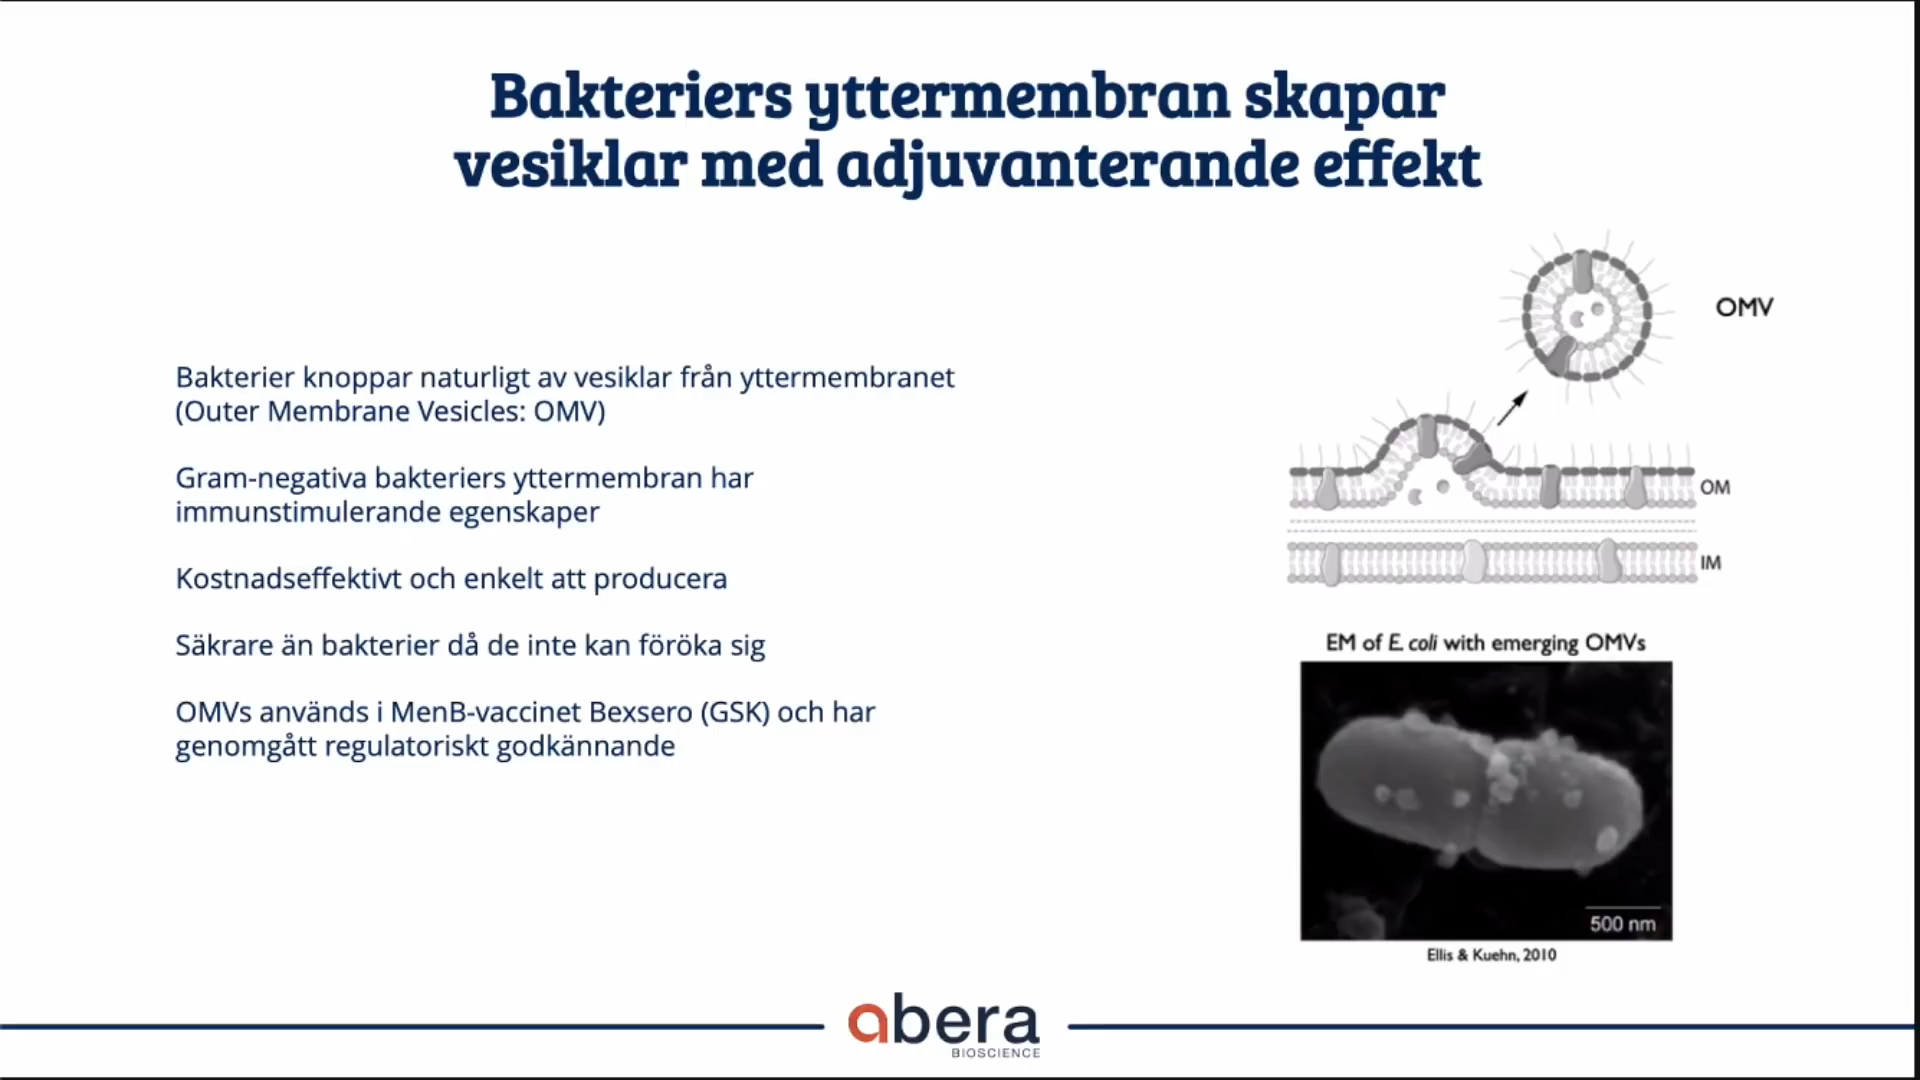 Bakteriers yttermembran skapar
vesiklar med adjuvanterande effekt
Bakterier knoppar naturligt av vesiklar från yttermembranet
(Outer Membrane Vesicles: OMV)
Gram-negativa bakteriers yttermembran har
immunstimulerande egenskaper
Kostnadseffektivt och enkelt att producera
Säkrare än bakterier då de inte kan föröka sig
OMVs används i MenB-vaccinet Bexsero (GSK) och har
genomgått regulatoriskt godkännande
OMV
OM
IM
EM of E. coli with emerging OMVs
500 nm
Ellis & Kuehn, 2010
abera
BIOSCIENCE